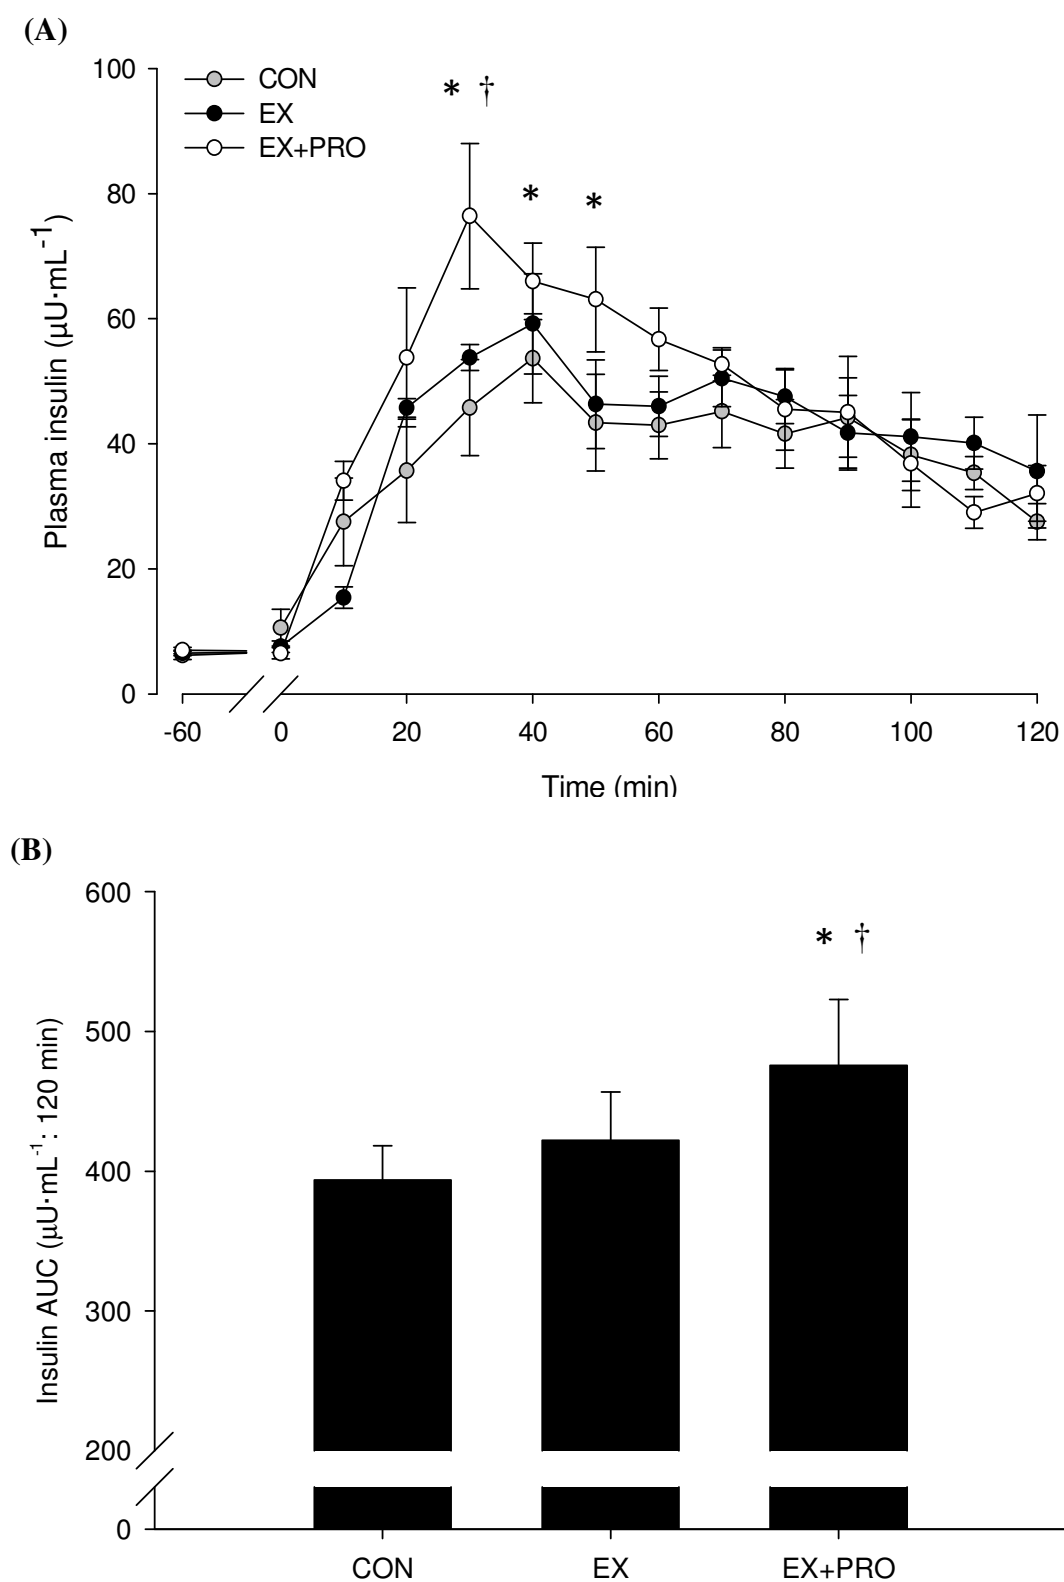 (A)
100
80
60
40
20
0
Plasma insulin (µU·mL-1)
CON
EX
EX+PRO
* †
*
*
-60 0 20 40 60 80 100 120
Time (min)
(B)
600
500
400
300
200
0
Insulin AUC (µU·mL-1: 120 min)
* †
CON EX EX+PRO